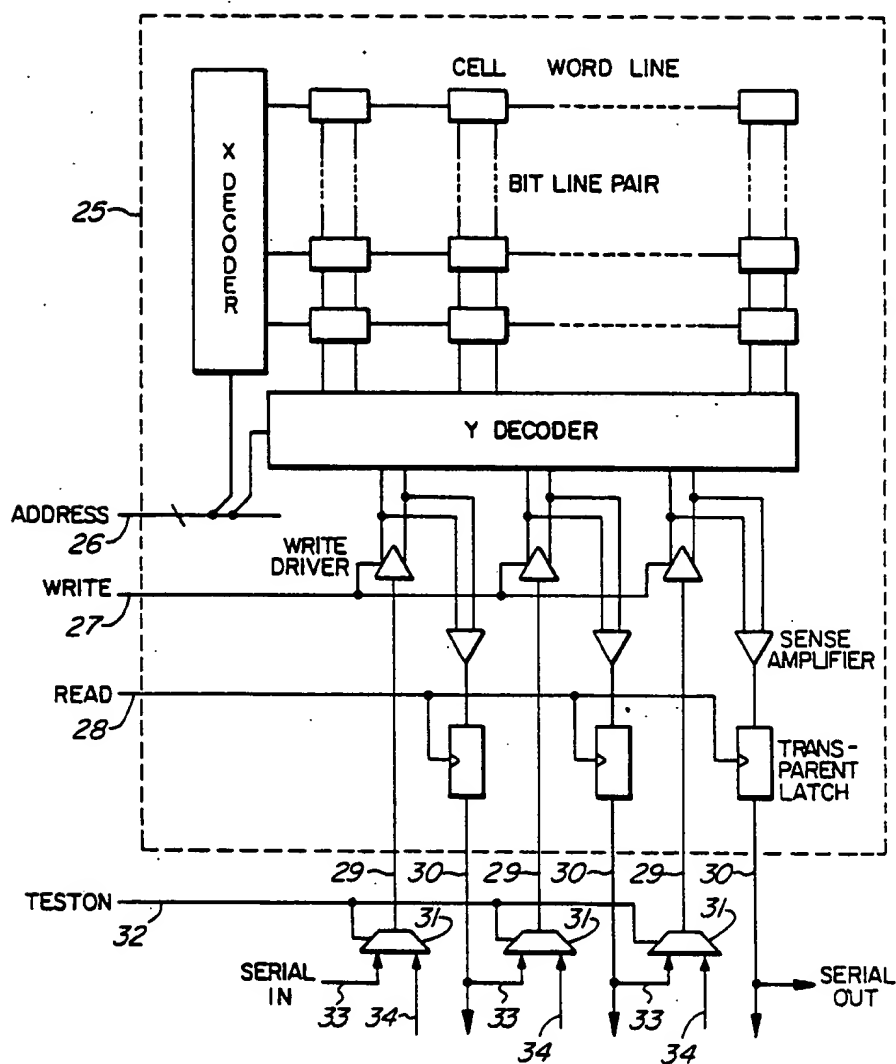 CELL WORD LINE
X DECODER
BIT LINE PAIR
25
Y DECODER
ADDRESS
26
WRITE DRIVER
WRITE
27
SENSE AMPLIFIER
READ
28
TRANS-
PARENT
LATCH
29 30 29 30 29 30
TESTON
32
31 31 31
SERIAL IN
33 33 33
SERIAL OUT
34 34 34